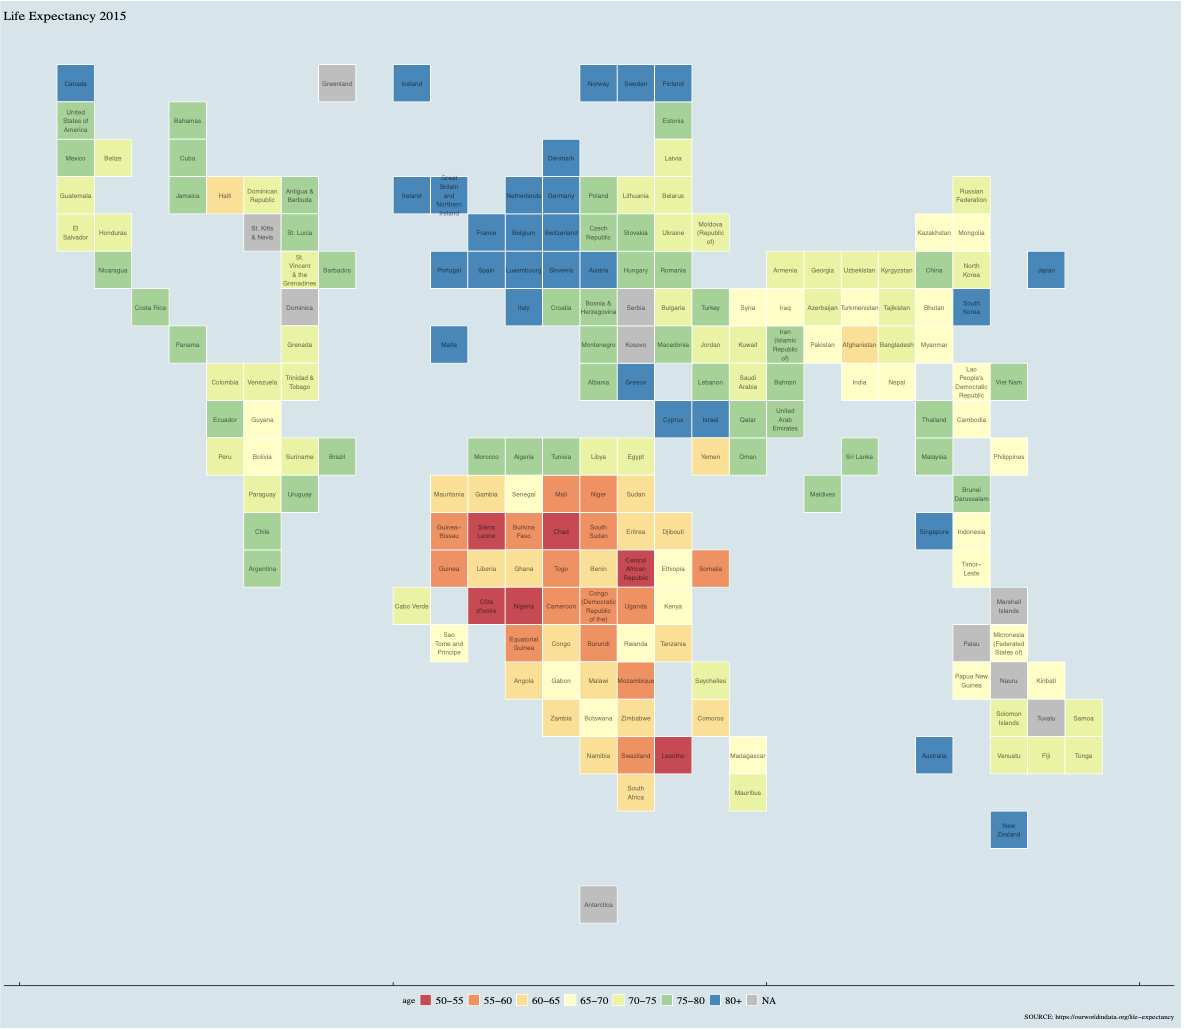 Life Expectancy 2015
Canada
Greenland
Iceland
Norway
Sweden
Finland
United
States of
America
Bahamas
Estonia
Mexico
Belize
Cuba
Denmark
Latvia
Guatemala
Jamaica
Haiti
Dominican
Republic
Antigua &
Barbuda
Ireland
Great
Britain
and
Northern
Ireland
Netherlands
Germany
Poland
Lithuania
Belarus
Russian
Federation
El
Salvador
Honduras
St. Kitts
& Nevis
St. Lucia
France
Belgium
Switzerland
Czech
Republic
Slovakia
Ukraine
Moldova
(Republic
of)
Kazakhstan
Mongolia
Nicaragua
St.
Vincent
& the
Grenadines
Barbados
Portugal
Spain
Luxembourg
Slovenia
Austria
Hungary
Romania
Armenia
Georgia
Uzbekistan
Kyrgyzstan
China
North
Korea
Japan
Costa Rica
Dominica
Italy
Croatia
Bosnia &
Herzegovina
Serbia
Bulgaria
Turkey
Syria
Iraq
Azerbaijan
Turkmenistan
Tajikistan
Bhutan
South
Korea
Panama
Grenada
Malta
Montenegro
Kosovo
Macedonia
Jordan
Kuwait
Iran
(Islamic
Republic
of)
Pakistan
Afghanistan
Bangladesh
Myanmar
Colombia
Venezuela
Trinidad &
Tobago
Albania
Greece
Lebanon
Saudi
Arabia
Bahrain
India
Nepal
Lao
People's
Democratic
Republic
Viet Nam
Ecuador
Guyana
Cyprus
Israel
Qatar
United
Arab
Emirates
Thailand
Cambodia
Peru
Bolivia
Suriname
Brazil
Morocco
Algeria
Tunisia
Libya
Egypt
Yemen
Oman
Sri Lanka
Malaysia
Philippines
Paraguay
Uruguay
Mauritania
Gambia
Senegal
Mali
Niger
Sudan
Maldives
Brunei
Darussalam
Chile
Guinea−
Bissau
Sierra
Leone
Burkina
Faso
Chad
South
Sudan
Eritrea
Djibouti
Singapore
Indonesia
Argentina
Guinea
Liberia
Ghana
Togo
Benin
Central
African
Republic
Ethiopia
Somalia
Timor−
Leste
Cabo Verde
Côte
d'Ivoire
Nigeria
Cameroon
Congo
(Democratic
Republic
of the)
Uganda
Kenya
Marshall
Islands
Sao
Tome and
Principe
Equatorial
Guinea
Congo
Burundi
Rwanda
Tanzania
Palau
Micronesia
(Federated
States of)
Angola
Gabon
Malawi
Mozambique
Seychelles
Papua New
Guinea
Nauru
Kiribati
Zambia
Botswana
Zimbabwe
Comoros
Solomon
Islands
Tuvalu
Samoa
Namibia
Swaziland
Lesotho
Madagascar
Australia
Vanuatu
Fiji
Tonga
South
Africa
Mauritius
New
Zealand
Antarctica
age 50−55 55−60 60−65 65−70 70−75 75−80 80+ NA
SOURCE: https://ourworldindata.org/life−expectancy